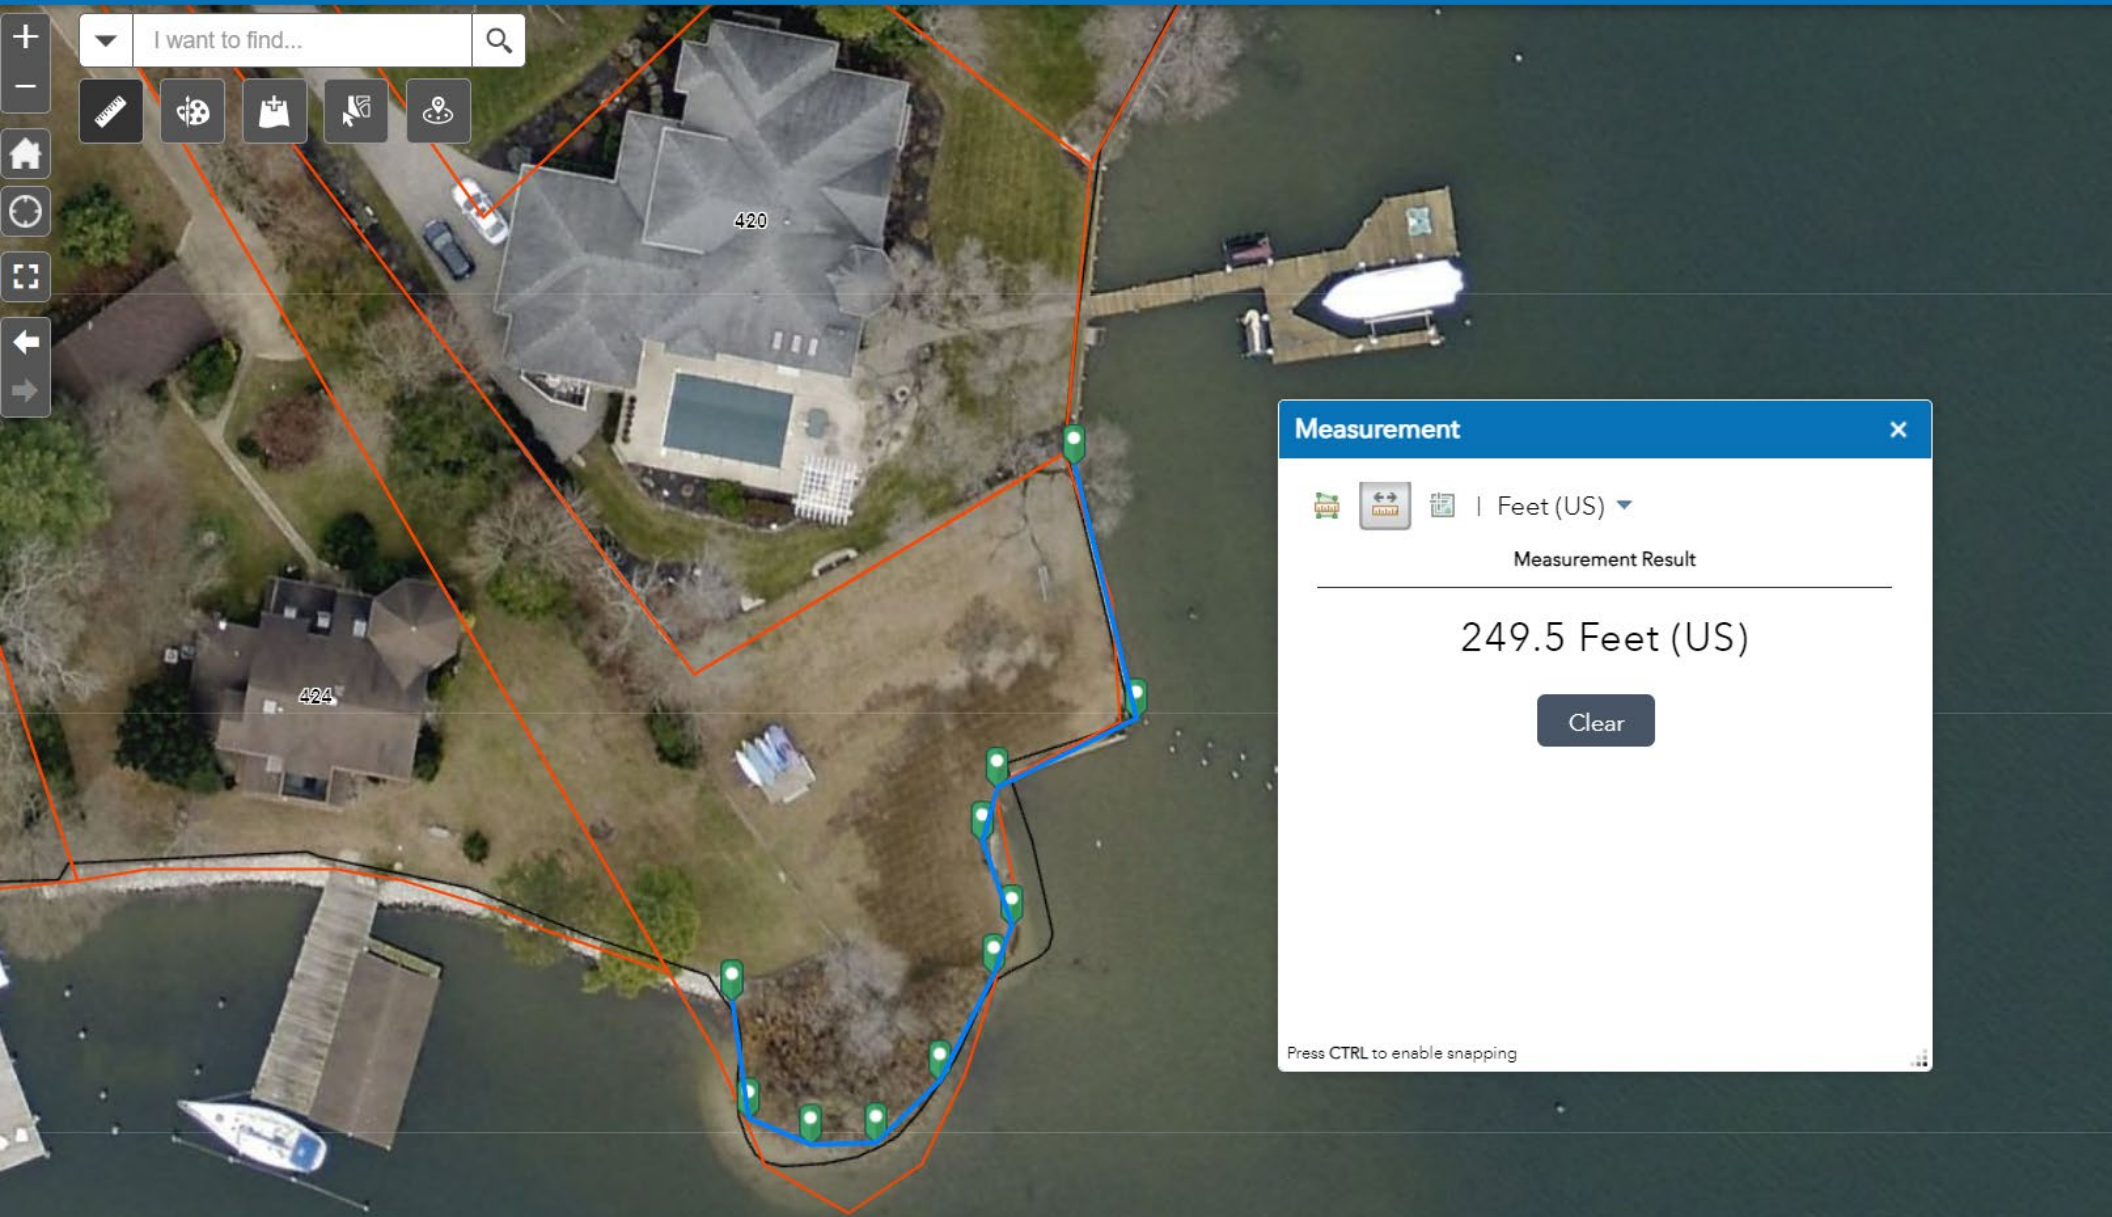 I want to find...
420
Measurement
| Feet (US)
Measurement Result
249.5 Feet (US)
424
Clear
Press CTRL to enable snapping